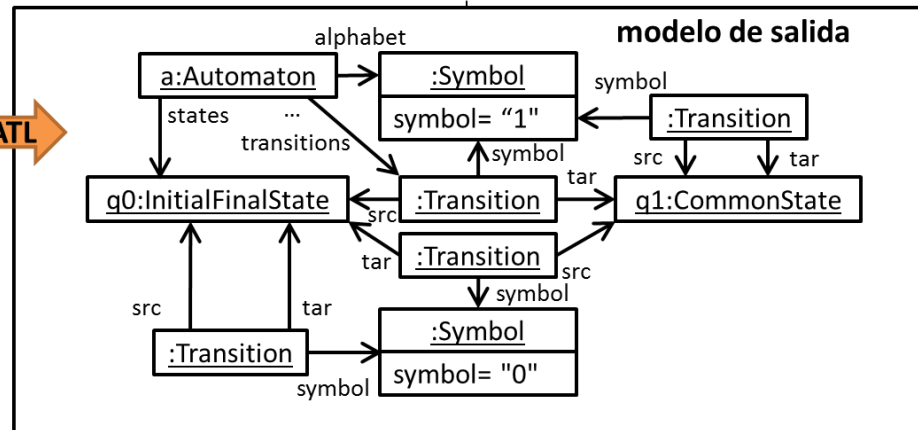 modelo de salida
alphabet
a:Automaton
:Symbol
symbol= “1"
symbol
:Transition
states
...
transitions
symbol
src
tar
q0:InitialFinalState
src
:Transition
tar
q1:CommonState
ATL
tar
:Transition
src
symbol
src
tar
:Transition
symbol
:Symbol
symbol= "0"